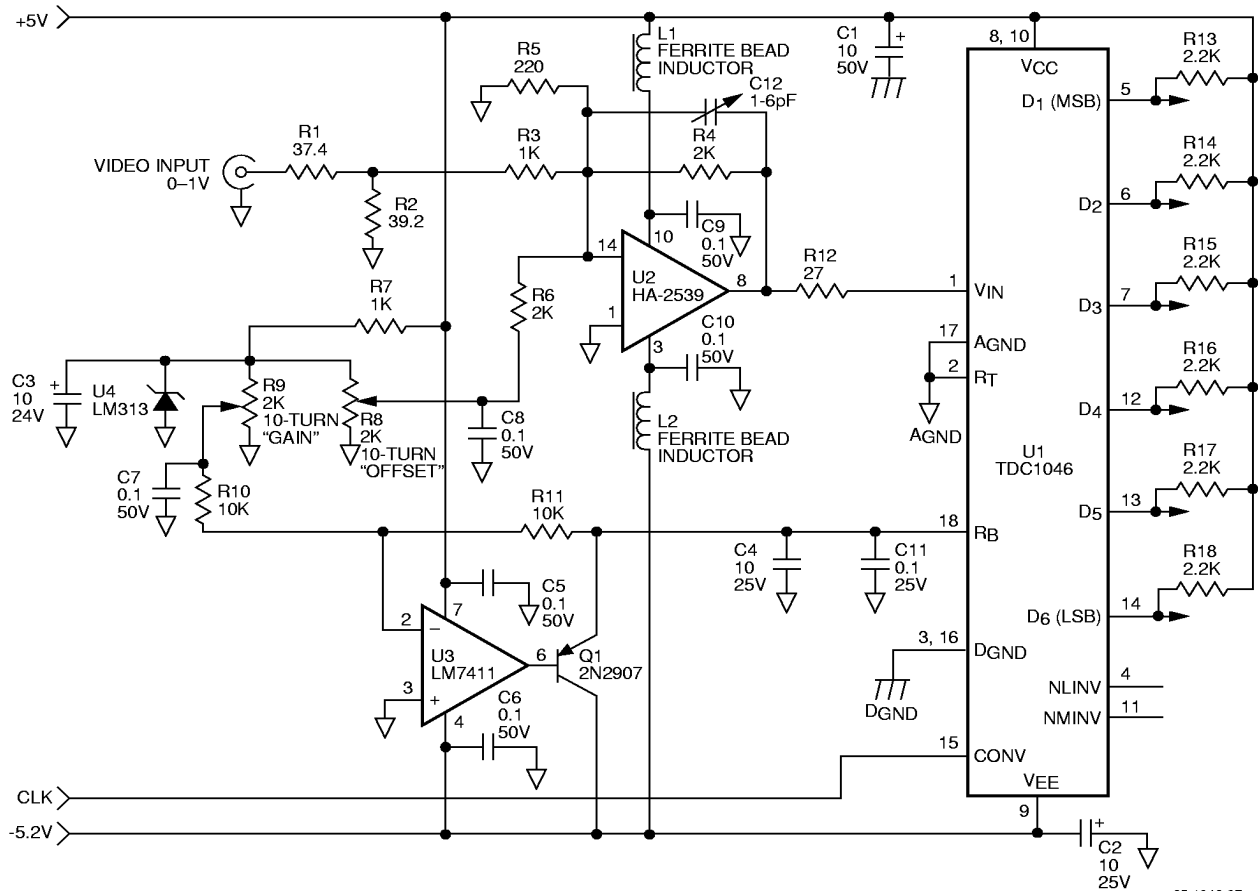 +5V
L1
FERRITE BEAD
INDUCTOR
R5
220
C12
1-6pF
C1
10
50V
+
8, 10
VCC
R13
2.2K
D1 (MSB)
5
R1
37.4
VIDEO INPUT
0–1V
R2
39.2
R3
1K
R4
2K
R14
2.2K
D2
6
C9
0.1
50V
10
14
U2
HA-2539
8
1
3
R12
27
1
VIN
R6
2K
R7
1K
C10
0.1
50V
R15
2.2K
D3
7
17
AGND
2
RT
AGND
C3
10
24V
+
U4
LM313
R9
2K
10-TURN
“GAIN”
R8
2K
10-TURN
“OFFSET”
C8
0.1
50V
L2
FERRITE BEAD
INDUCTOR
R16
2.2K
D4
12
U1
TDC1046
C7
0.1
50V
R10
10K
R11
10K
18
RB
R17
2.2K
D5
13
C4
10
25V
C11
0.1
25V
C5
0.1
50V
7
2
–
U3
LM7411
6
3
+
4
Q1
2N2907
C6
0.1
50V
R18
2.2K
D6 (LSB)
14
3, 16
DGND
DGND
NLINV
4
NMINV
11
15
CONV
CLK
VEE
9
-5.2V
+
C2
10
25V